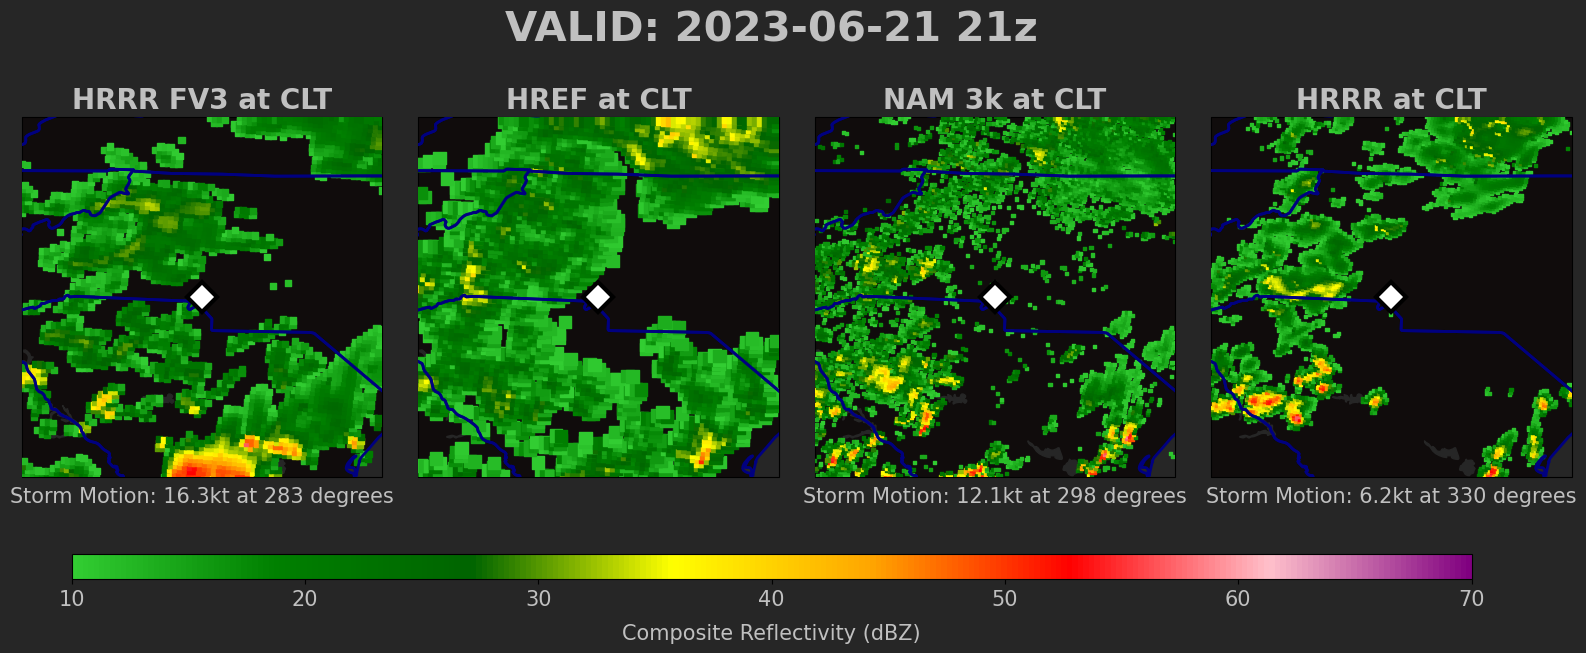 VALID: 2023-06-21 21z
HRRR FV3 at CLT
HREF at CLT
NAM 3k at CLT
HRRR at CLT
Storm Motion: 16.3kt at 283 degrees
Storm Motion: 12.1kt at 298 degrees
Storm Motion: 6.2kt at 330 degrees
10 20 30 40 50 60 70
Composite Reflectivity (dBZ)